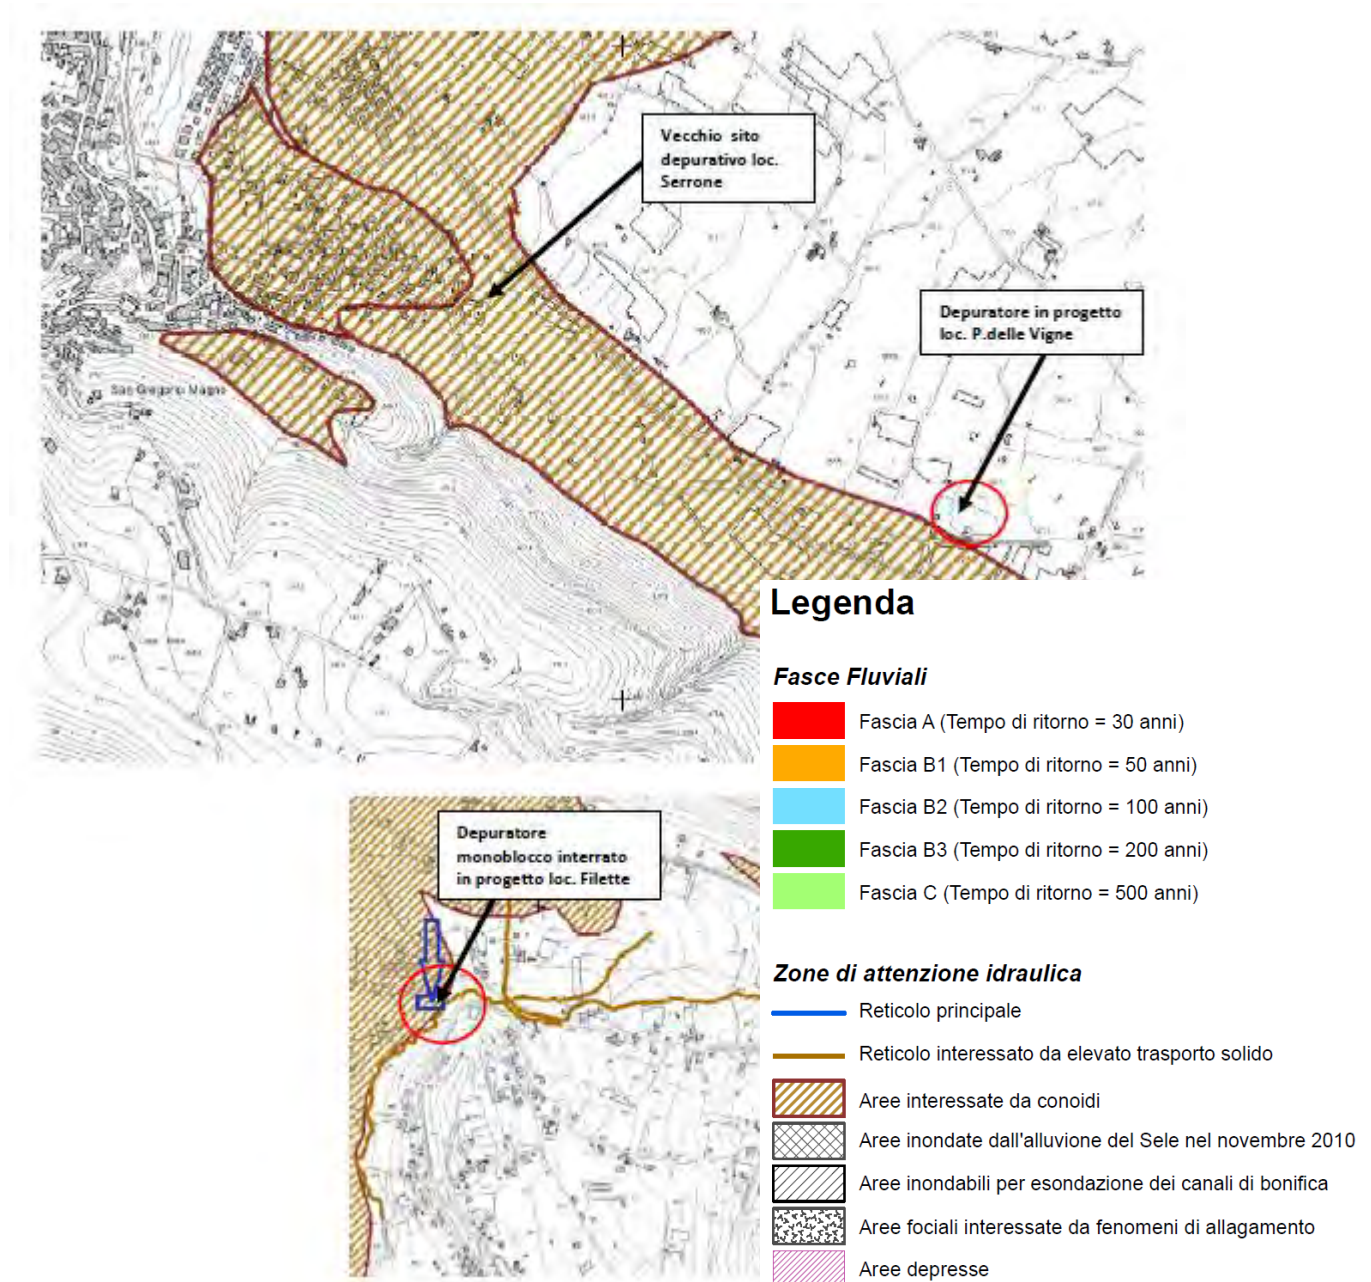 Vecchio sito
depurativo loc.
Serrone
Depuratore in progetto
loc. P.delle Vigne
San Gregorio Magno
Legenda
Fasce Fluviali
Fascia A (Tempo di ritorno = 30 anni)
Fascia B1 (Tempo di ritorno = 50 anni)
Fascia B2 (Tempo di ritorno = 100 anni)
Fascia B3 (Tempo di ritorno = 200 anni)
Fascia C (Tempo di ritorno = 500 anni)
Depuratore
monoblocco interrato
in progetto loc. Filette
Zone di attenzione idraulica
Reticolo principale
Reticolo interessato da elevato trasporto solido
Aree interessate da conoidi
Aree inondate dall'alluvione del Sele nel novembre 2010
Aree inondabili per esondazione dei canali di bonifica
Aree fociali interessate da fenomeni di allagamento
Aree depresse